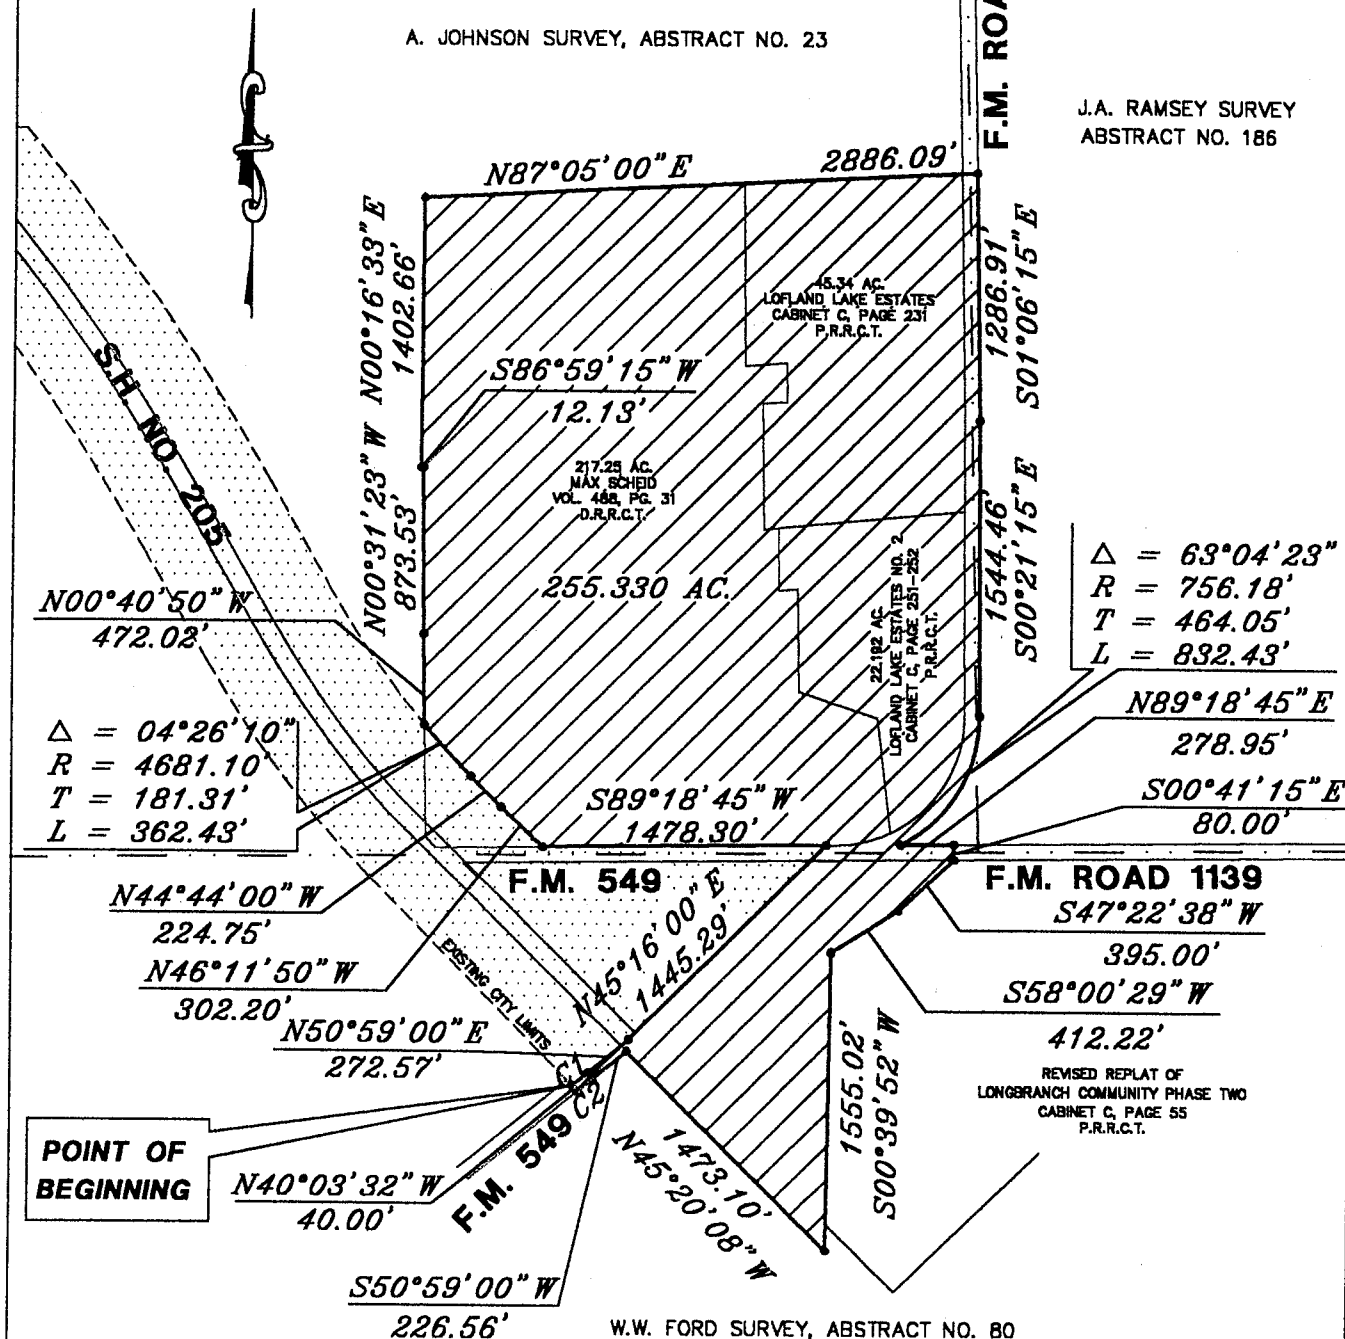 A. JOHNSON SURVEY, ABSTRACT NO. 23
F.M. ROA
J.A. RAMSEY SURVEY
ABSTRACT NO. 186
N87°05'00"E 2886.09'
N00°16'33"E
1402.66'
1286.91'
S01°06'15"E
45.34 AC.
LOFLAND LAKE ESTATES
CABINET C, PAGE 231
P.R.R.C.T.
S86°59'15"W
12.13'
S.H. NO. 205
217.25 AC.
MAX SCHEID
VOL. 488, PG. 31
D.R.R.C.T.
N00°31'23"W
873.53'
1544.46'
S00°21'15"E
255.330 AC.
22.192 AC.
LOFLAND LAKE ESTATES NO. 2
CABINET C, PAGE 251-252
P.R.R.C.T.
△ = 63°04'23"
R = 756.18'
T = 464.05'
L = 832.43'
N00°40'50"W
472.02'
N89°18'45"E
278.95'
△ = 04°26'10"
R = 4681.10'
T = 181.31'
L = 362.43'
S89°18'45"W
1478.30'
S00°41'15"E
80.00'
F.M. 549
F.M. ROAD 1139
N44°44'00"W
224.75'
S47°22'38"W
395.00'
N45°16'00"E
1445.29'
N46°11'50"W
302.20'
EXISTING CITY LIMITS
S58°00'29"W
412.22'
N50°59'00"E
272.57'
C1
C2
1555.02'
S00°39'52"W
REVISED REPLAT OF
LONGBRANCH COMMUNITY PHASE TWO
CABINET C, PAGE 55
P.R.R.C.T.
POINT OF
BEGINNING
F.M. 549
1473.10'
N45°20'08"W
N40°03'32"W
40.00'
S50°59'00"W
226.56'
W.W. FORD SURVEY, ABSTRACT NO. 80